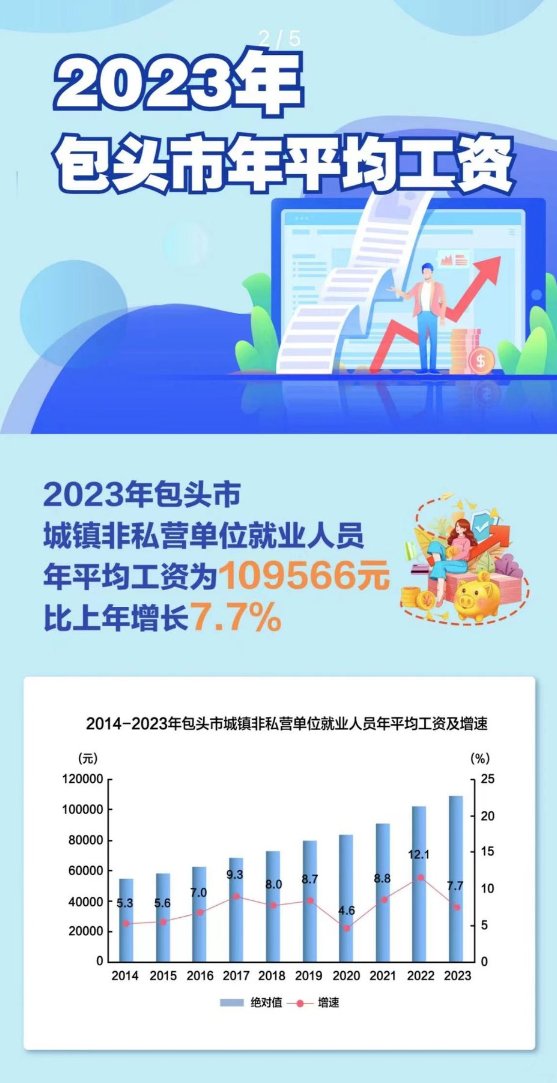 2/5
2023年
包头市年平均工资
$
2023年包头市
城镇非私营单位就业人员
年平均工资为109566元
比上年增长7.7%
2014-2023年包头市城镇非私营单位就业人员年平均工资及增速
(元) (%)
120000 25
100000 20
80000 15
60000 10
40000 5
20000 0
0
5.3 5.6 7.0 9.3 8.0 8.7 4.6 8.8 12.1 7.7
2014 2015 2016 2017 2018 2019 2020 2021 2022 2023
绝对值 增速